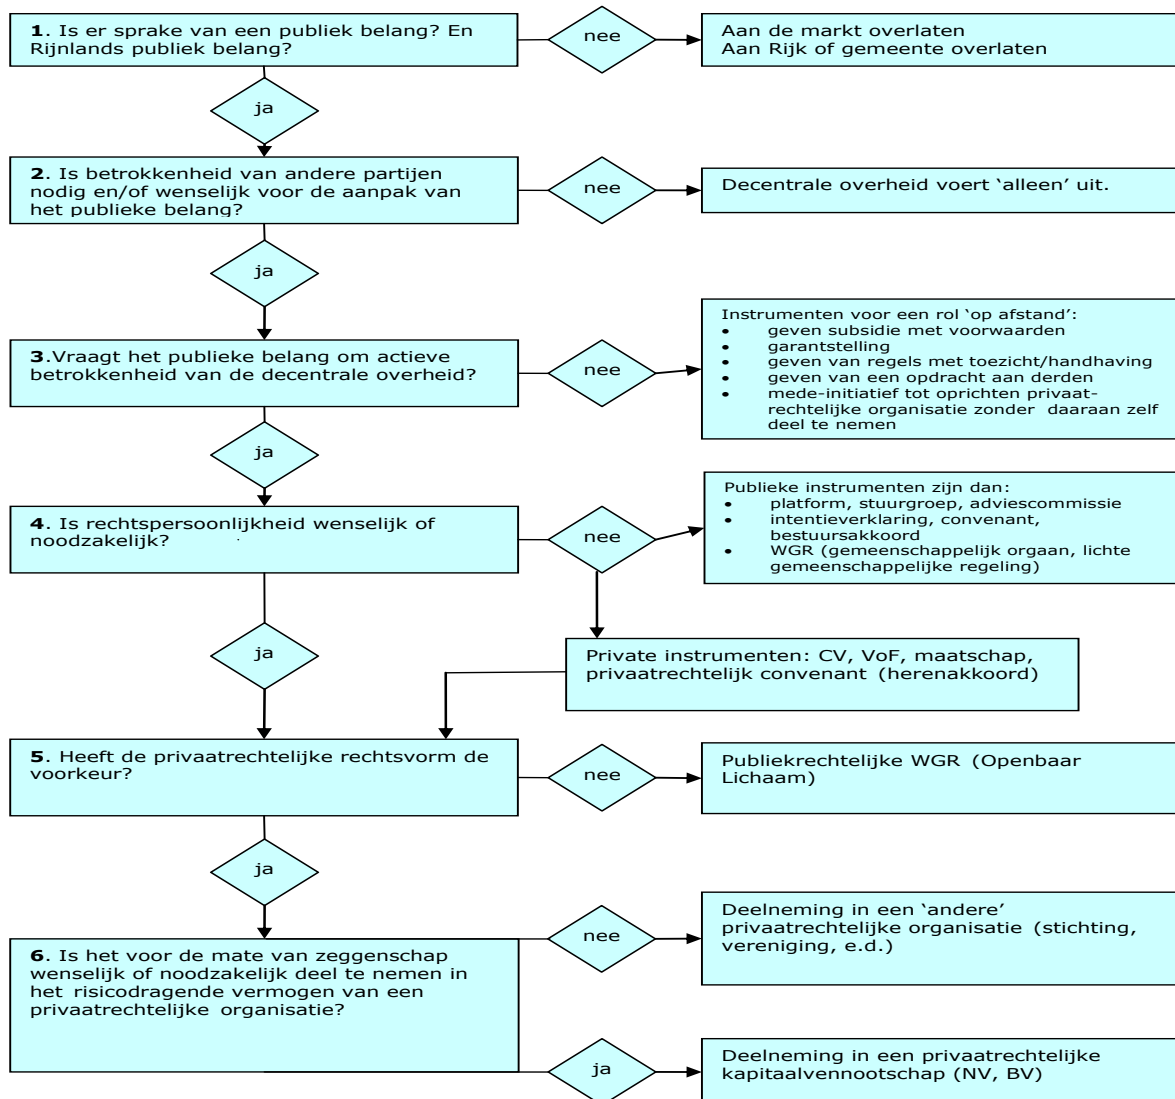 1. Is er sprake van een publiek belang? En
Rijnlands publiek belang?
nee
Aan de markt overlaten
Aan Rijk of gemeente overlaten
ja
2. Is betrokkenheid van andere partijen
nodig en/of wenselijk voor de aanpak van
het publieke belang?
nee
Decentrale overheid voert ‘alleen’ uit.
ja
3.Vraagt het publieke belang om actieve
betrokkenheid van de decentrale overheid?
nee
Instrumenten voor een rol ‘op afstand’:
• geven subsidie met voorwaarden
• garantstelling
• geven van regels met toezicht/handhaving
• geven van een opdracht aan derden
• mede-initiatief tot oprichten privaat-
rechtelijke organisatie zonder daaraan zelf
deel te nemen
ja
4. Is rechtspersoonlijkheid wenselijk of
noodzakelijk?
nee
Publieke instrumenten zijn dan:
• platform, stuurgroep, adviescommissie
• intentieverklaring, convenant,
bestuursakkoord
• WGR (gemeenschappelijk orgaan, lichte
gemeenschappelijke regeling)
ja
Private instrumenten: CV, VoF, maatschap,
privaatrechtelijk convenant (herenakkoord)
5. Heeft de privaatrechtelijke rechtsvorm de
voorkeur?
nee
Publiekrechtelijke WGR (Openbaar
Lichaam)
ja
6. Is het voor de mate van zeggenschap
wenselijk of noodzakelijk deel te nemen in
het risicodragende vermogen van een
privaatrechtelijke organisatie?
nee
Deelneming in een ‘andere’
privaatrechtelijke organisatie (stichting,
vereniging, e.d.)
ja
Deelneming in een privaatrechtelijke
kapitaalvennootschap (NV, BV)